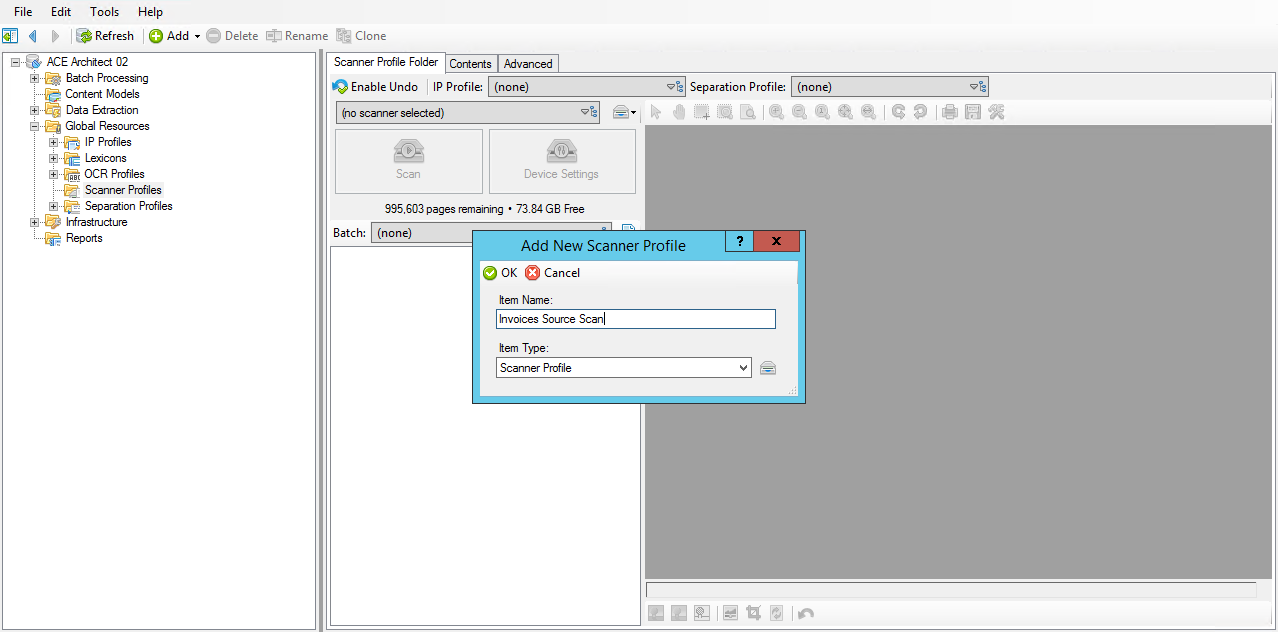 File Edit Tools Help
Refresh Add Delete Rename Clone
ACE Architect 02
Batch Processing
Content Models
Data Extraction
Global Resources
IP Profiles
Lexicons
OCR Profiles
Scanner Profiles
Separation Profiles
Infrastructure
Reports
Scanner Profile Folder Contents Advanced
Enable Undo IP Profile: (none) Separation Profile: (none)
(no scanner selected)
Scan Device Settings
995,603 pages remaining • 73.84 GB Free
Batch: (none)
Add New Scanner Profile ? X
OK Cancel
Item Name:
Invoices Source Scan
Item Type:
Scanner Profile